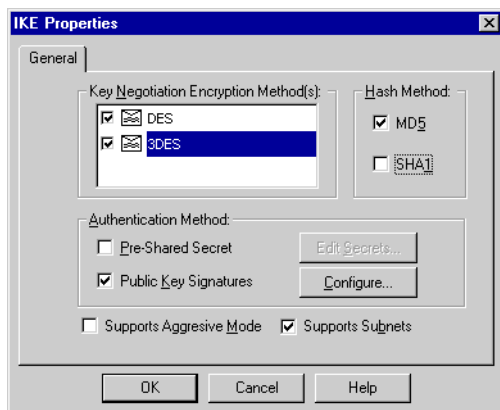 IKE Properties
General
Key Negotiation Encryption Method(s):
DES
3DES
Hash Method:
MD5
SHA1
Authentication Method:
Pre-Shared Secret
Edit Secrets...
Public Key Signatures
Configure...
Supports Aggresive Mode
Supports Subnets
OK
Cancel
Help